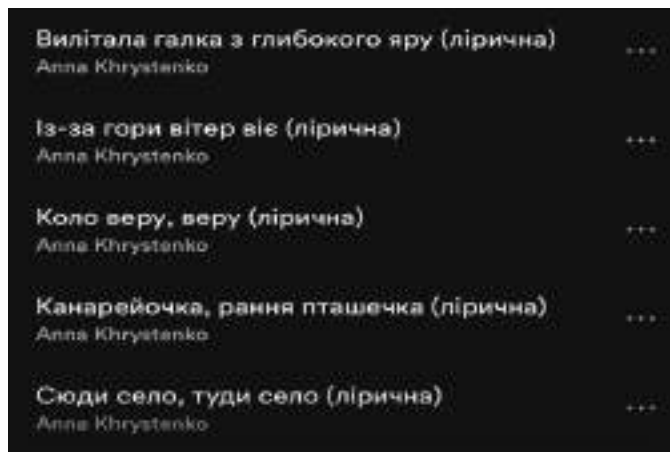 Вилітала галка з глибокого яру (лірична)
Anna Khrystenko
Із-за гори вітер віє (лірична)
Anna Khrystenko
Коло веру, веру (лірична)
Anna Khrystenko
Канарейочка, рання пташечка (лірична)
Anna Khrystenko
Сюди село, туди село (лірична)
Anna Khrystenko